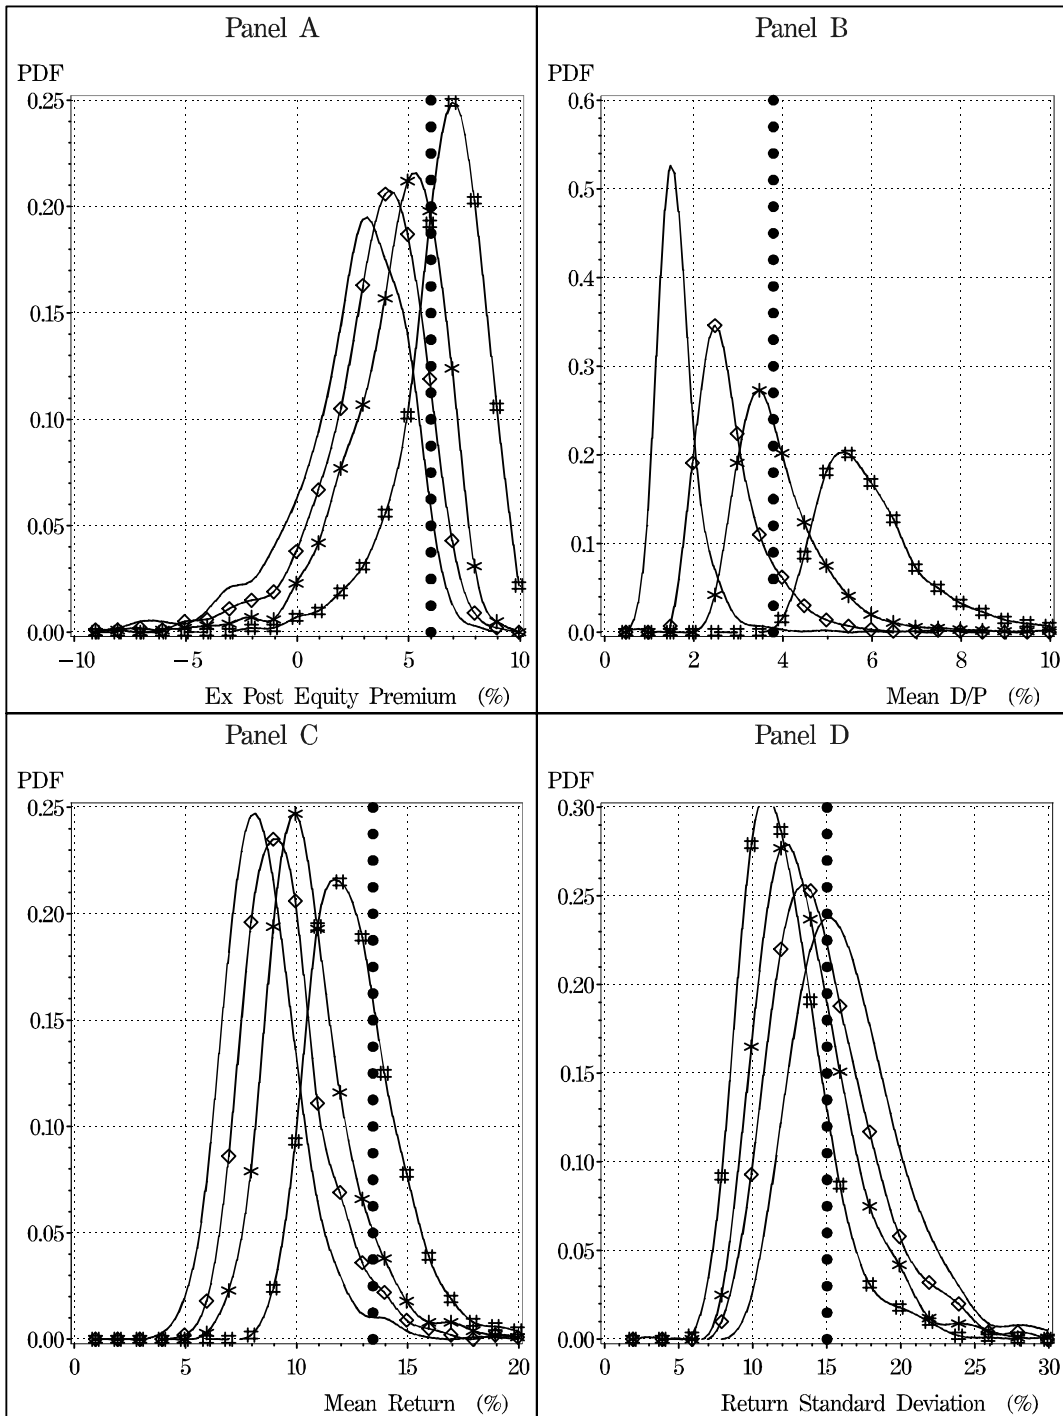 Panel A
PDF
0.25
0.20
0.15
0.10
0.05
0.00
−10 −5 0 5 10
Ex Post Equity Premium (%)
Panel B
PDF
0.6
0.5
0.4
0.3
0.2
0.1
0.0
0 2 4 6 8 10
Mean D/P (%)
Panel C
PDF
0.25
0.20
0.15
0.10
0.05
0.00
0 5 10 15 20
Mean Return (%)
Panel D
PDF
0.30
0.25
0.20
0.15
0.10
0.05
0.00
0 5 10 15 20 25 30
Return Standard Deviation (%)